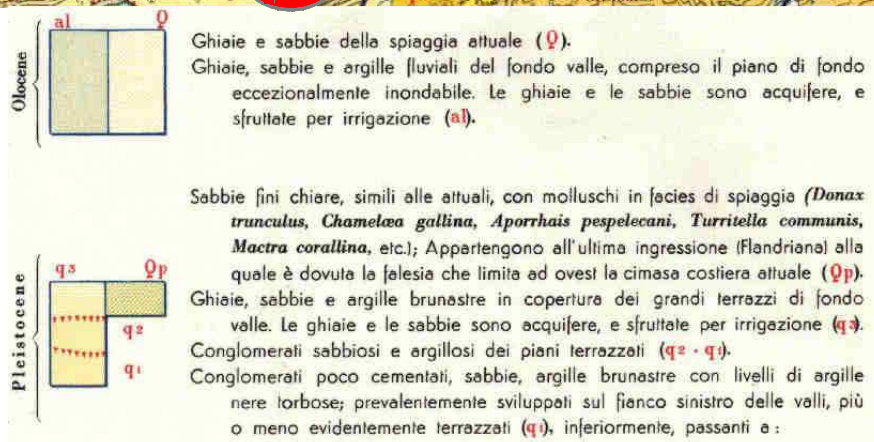 al Q
Olocene
Ghiaie e sabbie della spiaggia attuale (Q).
Ghiaie, sabbie e argille fluviali del fondo valle, compreso il piano di fondo
eccezionalmente inondabile. Le ghiaie e le sabbie sono acquifere, e
sfruttate per irrigazione (al).
Sabbie fini chiare, simili alle attuali, con molluschi in facies di spiaggia (Donax
trunculus, Chamelæa gallina, Aporrhais pespelecani, Turritella communis,
Mactra corallina, etc.); Appartengono all'ultima ingressione (Flandriana) alla
quale è dovuta la falesia che limita ad ovest la cimasa costiera attuale (Qp).
Pleistocene
q3 Qp
q2
q1
Ghiaie, sabbie e argille brunastre in copertura dei grandi terrazzi di fondo
valle. Le ghiaie e le sabbie sono acquifere, e sfruttate per irrigazione (q3).
Conglomerati sabbiosi e argillosi dei piani terrazzati (q2 - q1).
Conglomerati poco cementati, sabbie, argille brunastre con livelli di argille
nere torbose; prevalentemente sviluppati sul fianco sinistro delle valli, più
o meno evidentemente terrazzati (q1), inferiormente, passanti a :